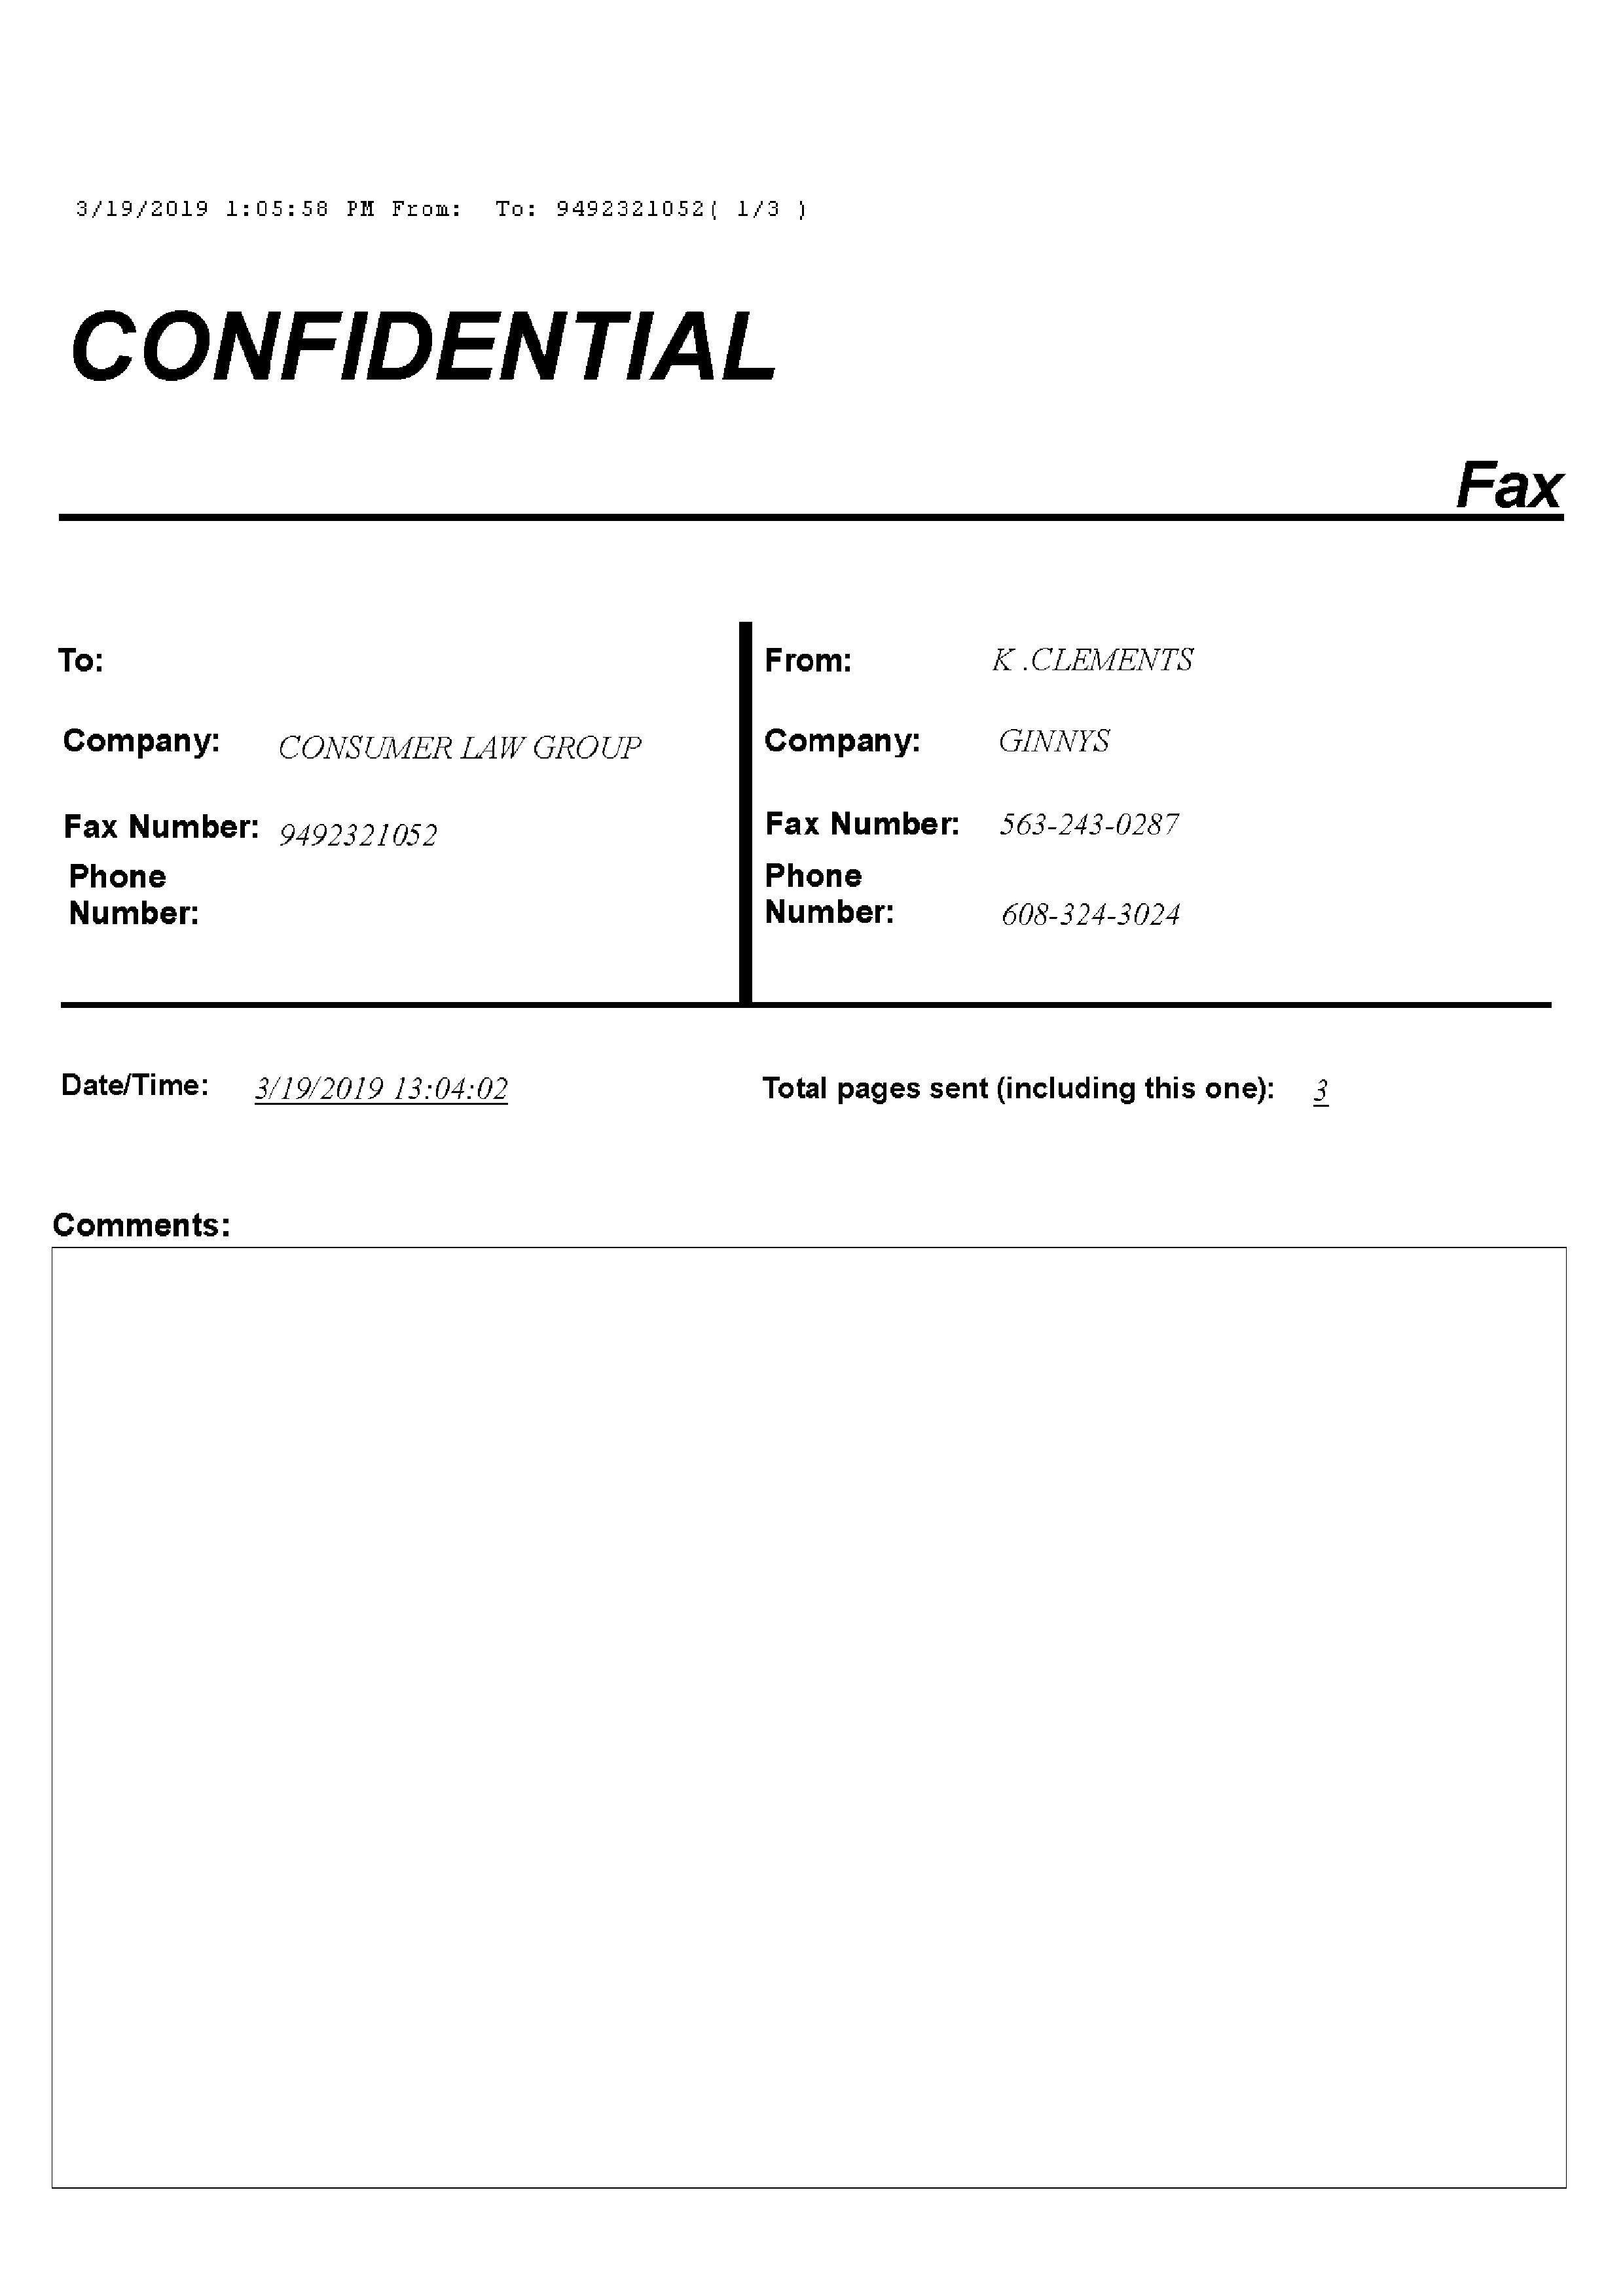 3/19/2019 1:05:58 PM From: To: 9492321052( 1/3 )
CONFIDENTIAL
Fax
To:
Company: CONSUMER LAW GROUP
Fax Number: 9492321052
Phone
Number:
From: K .CLEMENTS
Company: GINNYS
Fax Number: 563-243-0287
Phone
Number: 608-324-3024
Date/Time: 3/19/2019 13:04:02
Total pages sent (including this one): 3
Comments: